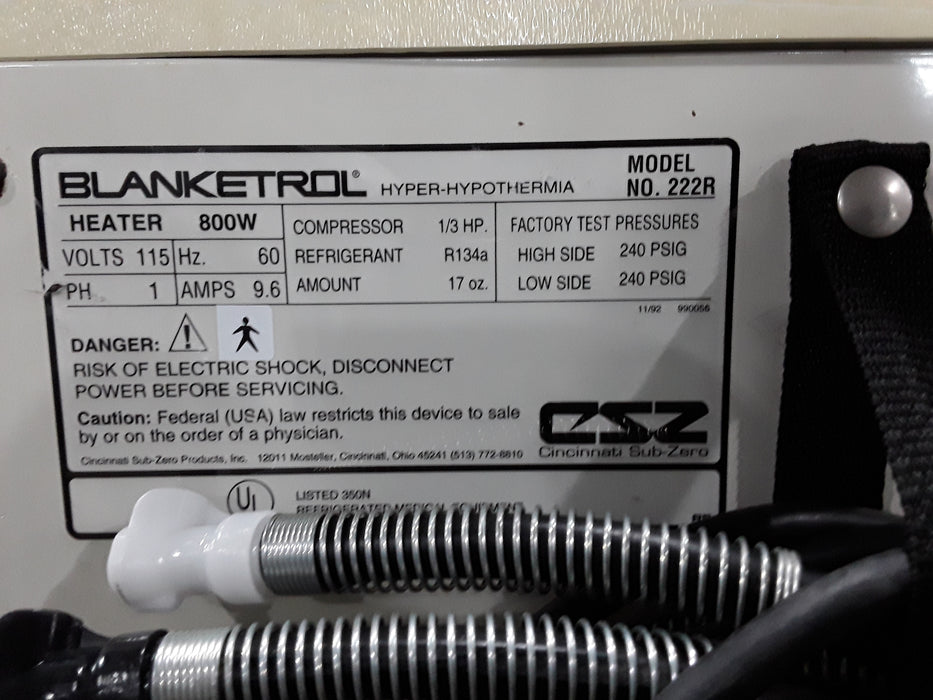 BLANKETROL® HYPER-HYPOTHERMIA
MODEL
NO. 222R
HEATER 800W
VOLTS 115 Hz. 60
PH 1 AMPS 9.6
COMPRESSOR 1/3 HP.
REFRIGERANT R134a
AMOUNT 17 oz.
FACTORY TEST PRESSURES
HIGH SIDE 240 PSIG
LOW SIDE 240 PSIG
11/92 990056
DANGER: !
RISK OF ELECTRIC SHOCK, DISCONNECT
POWER BEFORE SERVICING.
Caution: Federal (USA) law restricts this device to sale
by or on the order of a physician.
CSZ
Cincinnati Sub-Zero
Cincinnati Sub-Zero Products, Inc. 12011 Mosteller, Cincinnati, Ohio 45241 (513) 772-8810
UL
LISTED 350N
REFRIGERATED MEDICAL EQUIPMENT